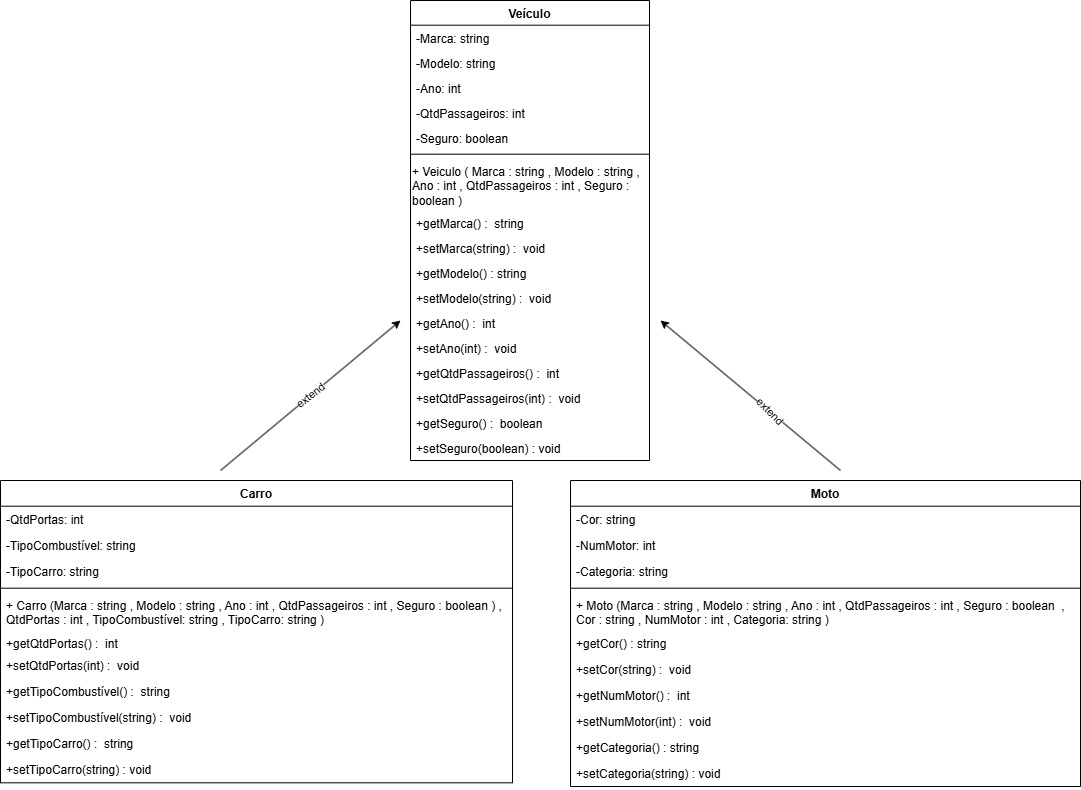 Veículo
-Marca: string
-Modelo: string
-Ano: int
-QtdPassageiros: int
-Seguro: boolean
+ Veiculo ( Marca : string , Modelo : string ,
Ano : int , QtdPassageiros : int , Seguro :
boolean )
+getMarca() :  string
+setMarca(string) :  void
+getModelo() : string
+setModelo(string) :  void
+getAno() :  int
+setAno(int) :  void
+getQtdPassageiros() :  int
+setQtdPassageiros(int) :  void
+getSeguro() :  boolean
+setSeguro(boolean) : void
extend
extend
Carro
-QtdPortas: int
-TipoCombustível: string
-TipoCarro: string
+ Carro (Marca : string , Modelo : string , Ano : int , QtdPassageiros : int , Seguro : boolean ) ,
QtdPortas : int , TipoCombustível: string , TipoCarro: string )
+getQtdPortas() :  int
+setQtdPortas(int) :  void
+getTipoCombustível() :  string
+setTipoCombustível(string) :  void
+getTipoCarro() :  string
+setTipoCarro(string) : void
Moto
-Cor: string
-NumMotor: int
-Categoria: string
+ Moto (Marca : string , Modelo : string , Ano : int , QtdPassageiros : int , Seguro : boolean  ,
Cor : string , NumMotor : int , Categoria: string )
+getCor() : string
+setCor(string) :  void
+getNumMotor() :  int
+setNumMotor(int) :  void
+getCategoria() : string
+setCategoria(string) : void